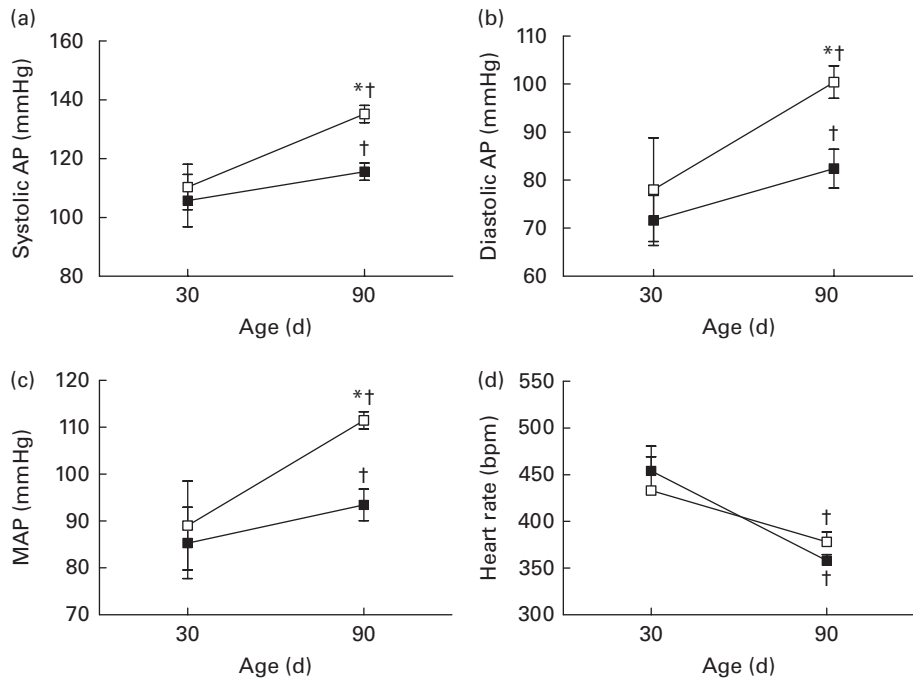 (a)
160
140
120
100
80
Systolic AP (mmHg)
*†
†
30 90
Age (d)
(b)
110
100
90
80
70
60
Diastolic AP (mmHg)
*†
†
30 90
Age (d)
(c)
120
110
100
90
80
70
MAP (mmHg)
*†
†
30 90
Age (d)
(d)
550
500
450
400
350
300
Heart rate (bpm)
†
†
30 90
Age (d)